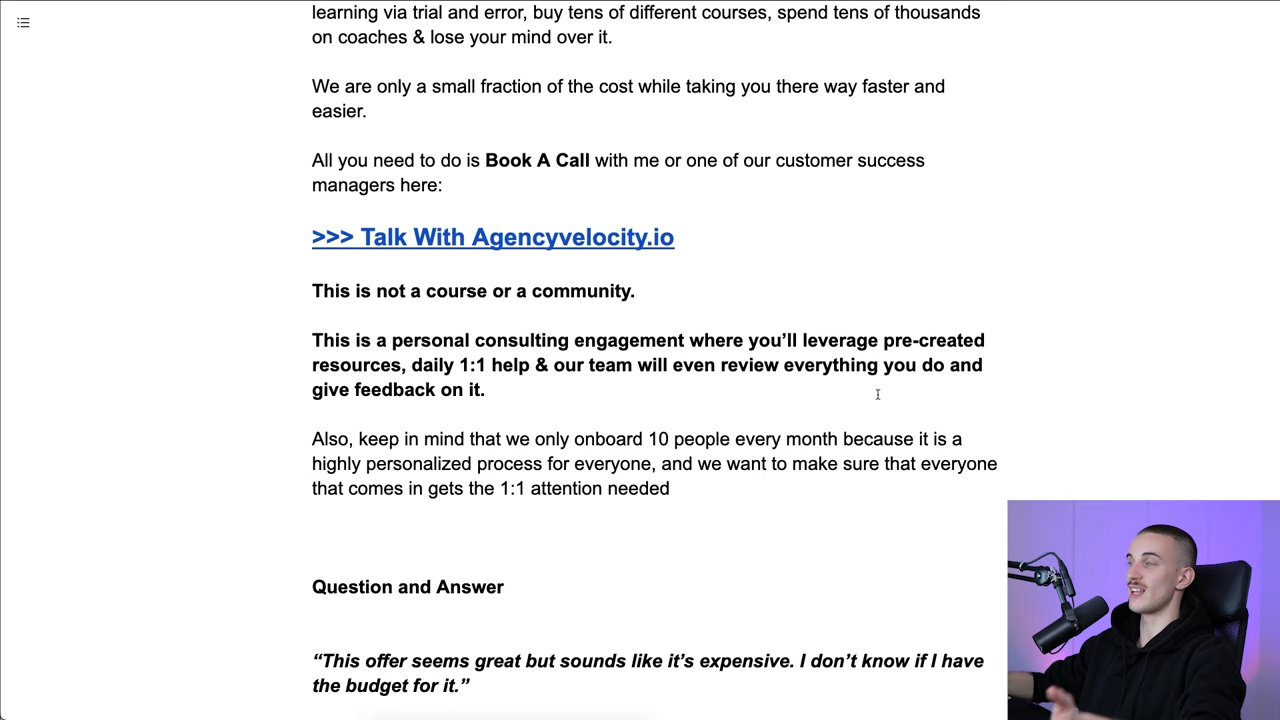 learning via trial and error, buy tens of different courses, spend tens of thousands
on coaches & lose your mind over it.
We are only a small fraction of the cost while taking you there way faster and
easier.
All you need to do is Book A Call with me or one of our customer success
managers here:
>>> Talk With Agencyvelocity.io
This is not a course or a community.
This is a personal consulting engagement where you’ll leverage pre-created
resources, daily 1:1 help & our team will even review everything you do and
give feedback on it.
Also, keep in mind that we only onboard 10 people every month because it is a
highly personalized process for everyone, and we want to make sure that everyone
that comes in gets the 1:1 attention needed
Question and Answer
“This offer seems great but sounds like it’s expensive. I don’t know if I have
the budget for it.”